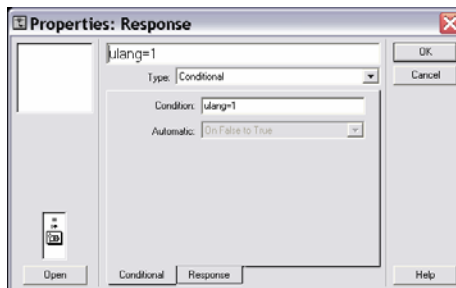 Properties: Response
ulang=1
OK
Type: Conditional
Cancel
Condition: ulang=1
Automatic: On False to True
Open
Conditional
Response
Help